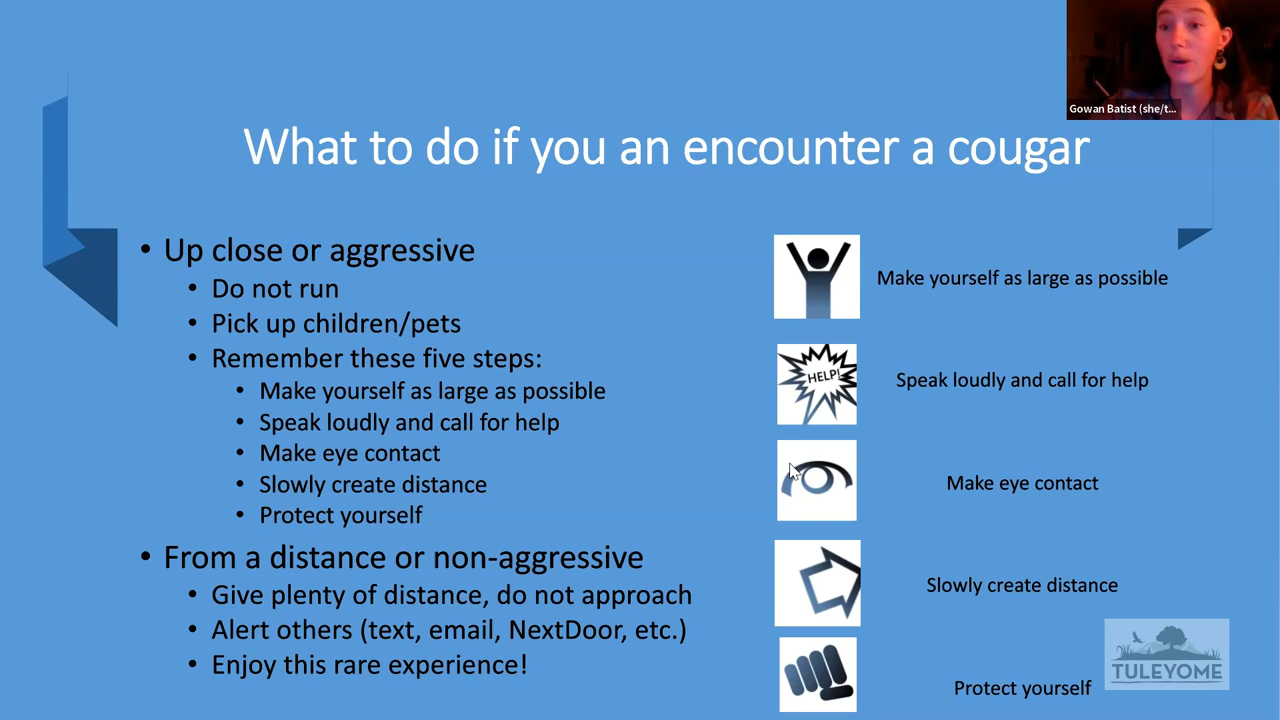 Gowan Batist (she/t...
What to do if you an encounter a cougar
• Up close or aggressive
• Do not run
• Pick up children/pets
• Remember these five steps:
• Make yourself as large as possible
• Speak loudly and call for help
• Make eye contact
• Slowly create distance
• Protect yourself
• From a distance or non-aggressive
• Give plenty of distance, do not approach
• Alert others (text, email, NextDoor, etc.)
• Enjoy this rare experience!
Make yourself as large as possible
HELP!
Speak loudly and call for help
Make eye contact
Slowly create distance
Protect yourself
TULEYOME